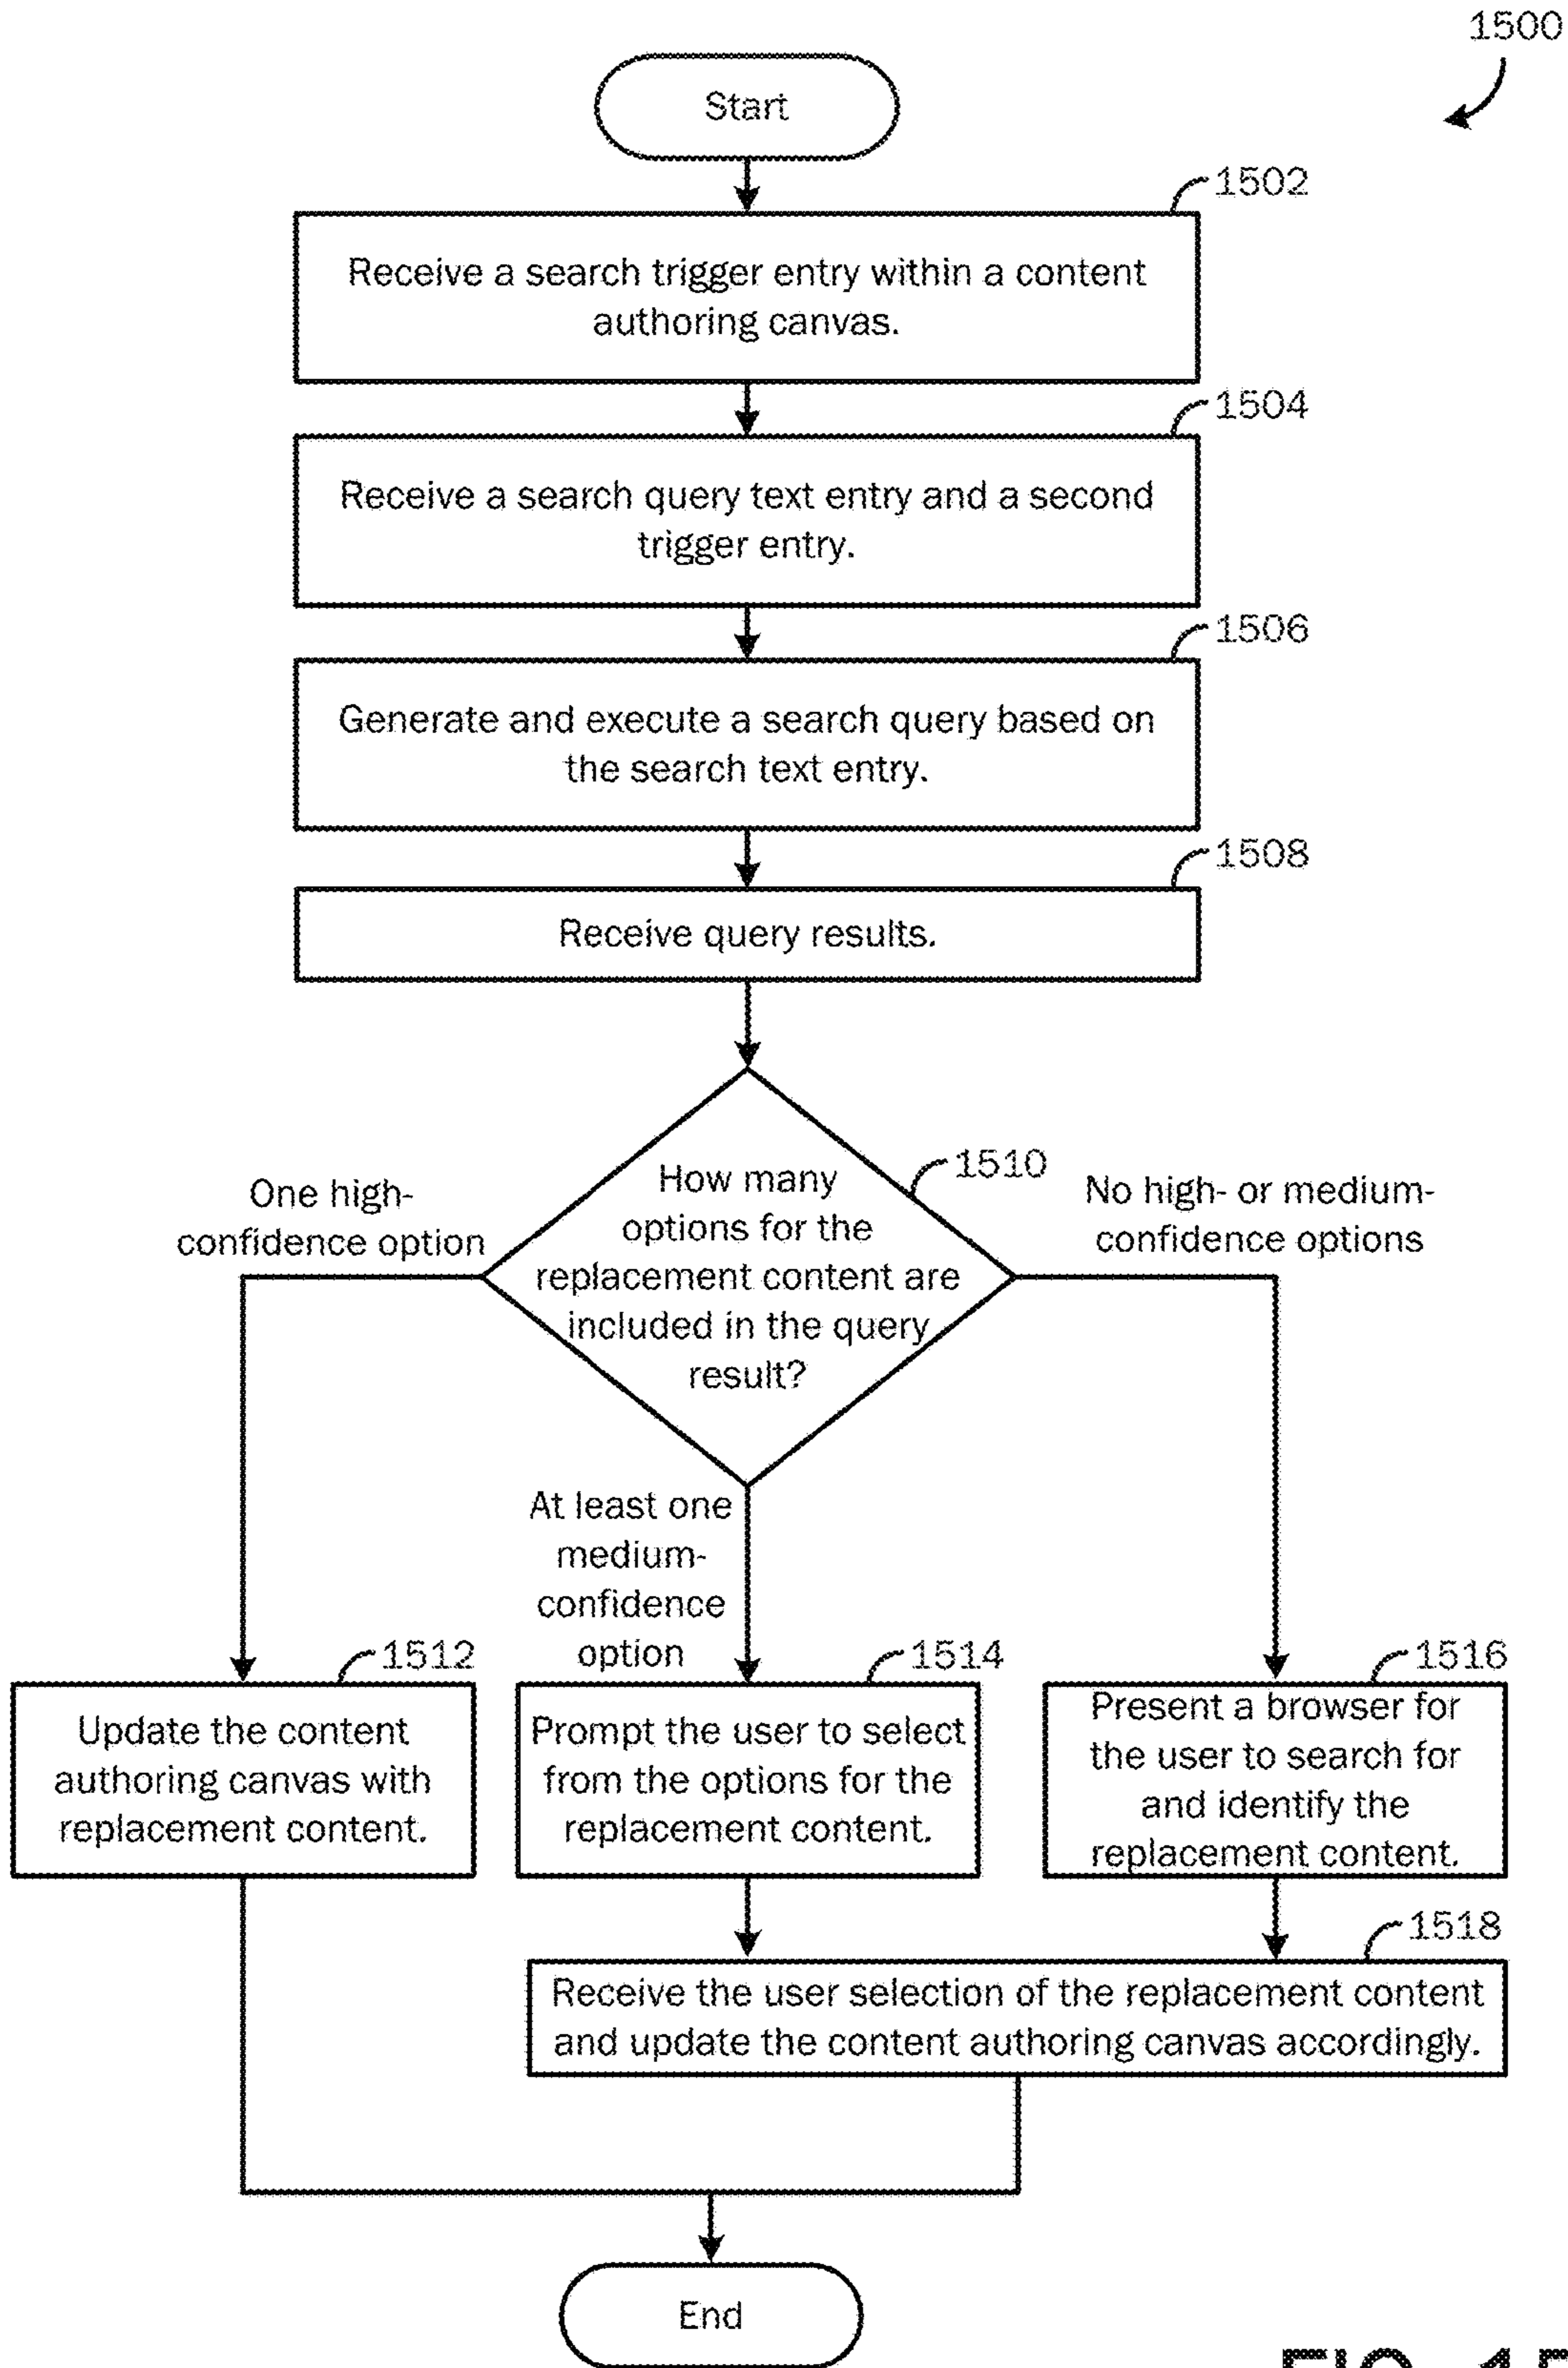 1500
Start
1502
Receive a search trigger entry within a content
authoring canvas.
1504
Receive a search query text entry and a second
trigger entry.
1506
Generate and execute a search query based on
the search text entry.
1508
Receive query results.
1510
How many
options for the
replacement content are
included in the query
result?
One high-
confidence option
No high- or medium-
confidence options
At least one
medium-
confidence
option
1512
Update the content
authoring canvas with
replacement content.
1514
Prompt the user to select
from the options for the
replacement content.
1516
Present a browser for
the user to search for
and identify the
replacement content.
1518
Receive the user selection of the replacement content
and update the content authoring canvas accordingly.
End